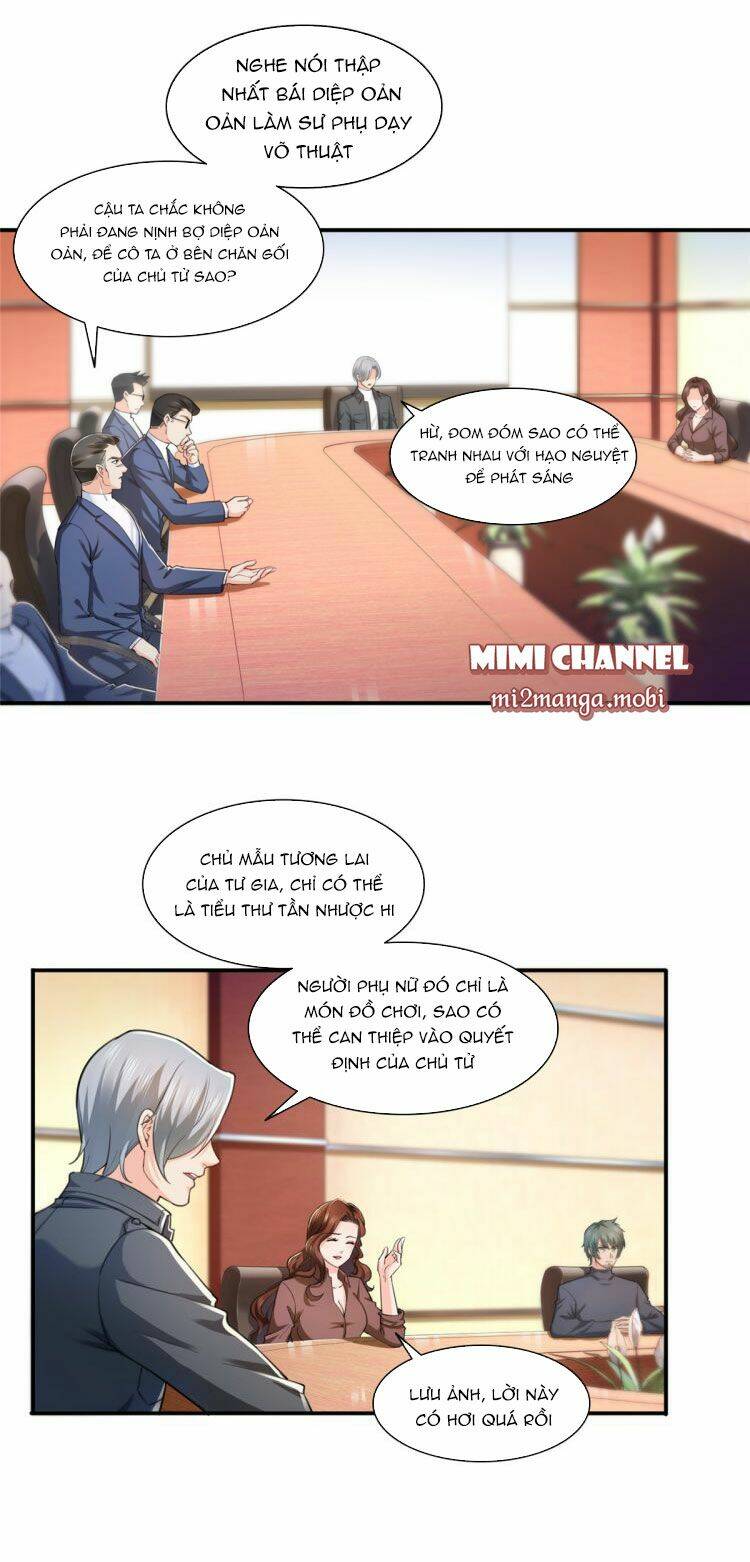 NGHE NÓI THẬP
NHẤT BÁI DIỆP OẢN
OẢN LÀM SƯ PHỤ DẠY
VÕ THUẬT
CẬU TA CHẮC KHÔNG
PHẢI ĐANG NỊNH BỢ DIỆP OẢN
OẢN, ĐỂ CÔ TA Ở BÊN CHĂN GỐI
CỦA CHỦ TỬ SAO?
HỪ, ĐOM ĐÓM SAO CÓ THỂ
TRANH NHAU VỚI HẠO NGUYỆT
ĐỂ PHÁT SÁNG
MIMI CHANNEL
mi2manga.mobi
CHỦ MẪU TƯƠNG LAI
CỦA TƯ GIA, CHỈ CÓ THỂ
LÀ TIỂU THƯ TẦN NHƯỢC HI
NGƯỜI PHỤ NỮ ĐÓ CHỈ LÀ
MÓN ĐỒ CHƠI, SAO CÓ
THỂ CAN THIỆP VÀO QUYẾT
ĐỊNH CỦA CHỦ TỬ
LƯU ẢNH, LỜI NÀY
CÓ HƠI QUÁ RỒI